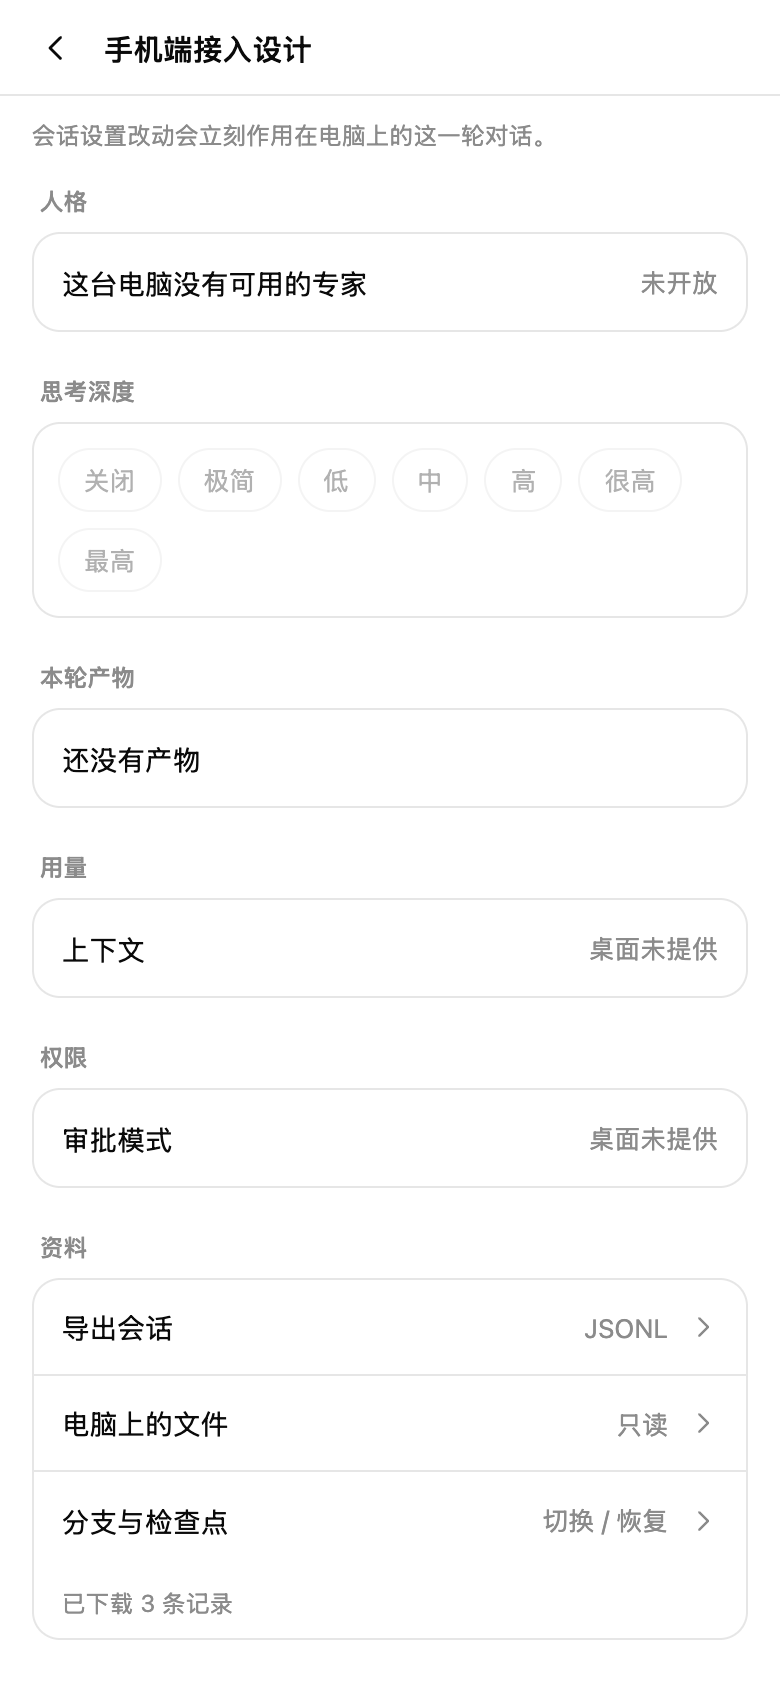 手机端接入设计
会话设置改动会立刻作用在电脑上的这一轮对话。
人格
这台电脑没有可用的专家 未开放
思考深度
关闭 极简 低 中 高 很高
最高
本轮产物
还没有产物
用量
上下文 桌面未提供
权限
审批模式 桌面未提供
资料
导出会话 JSONL
电脑上的文件 只读
分支与检查点 切换 / 恢复
已下载 3 条记录